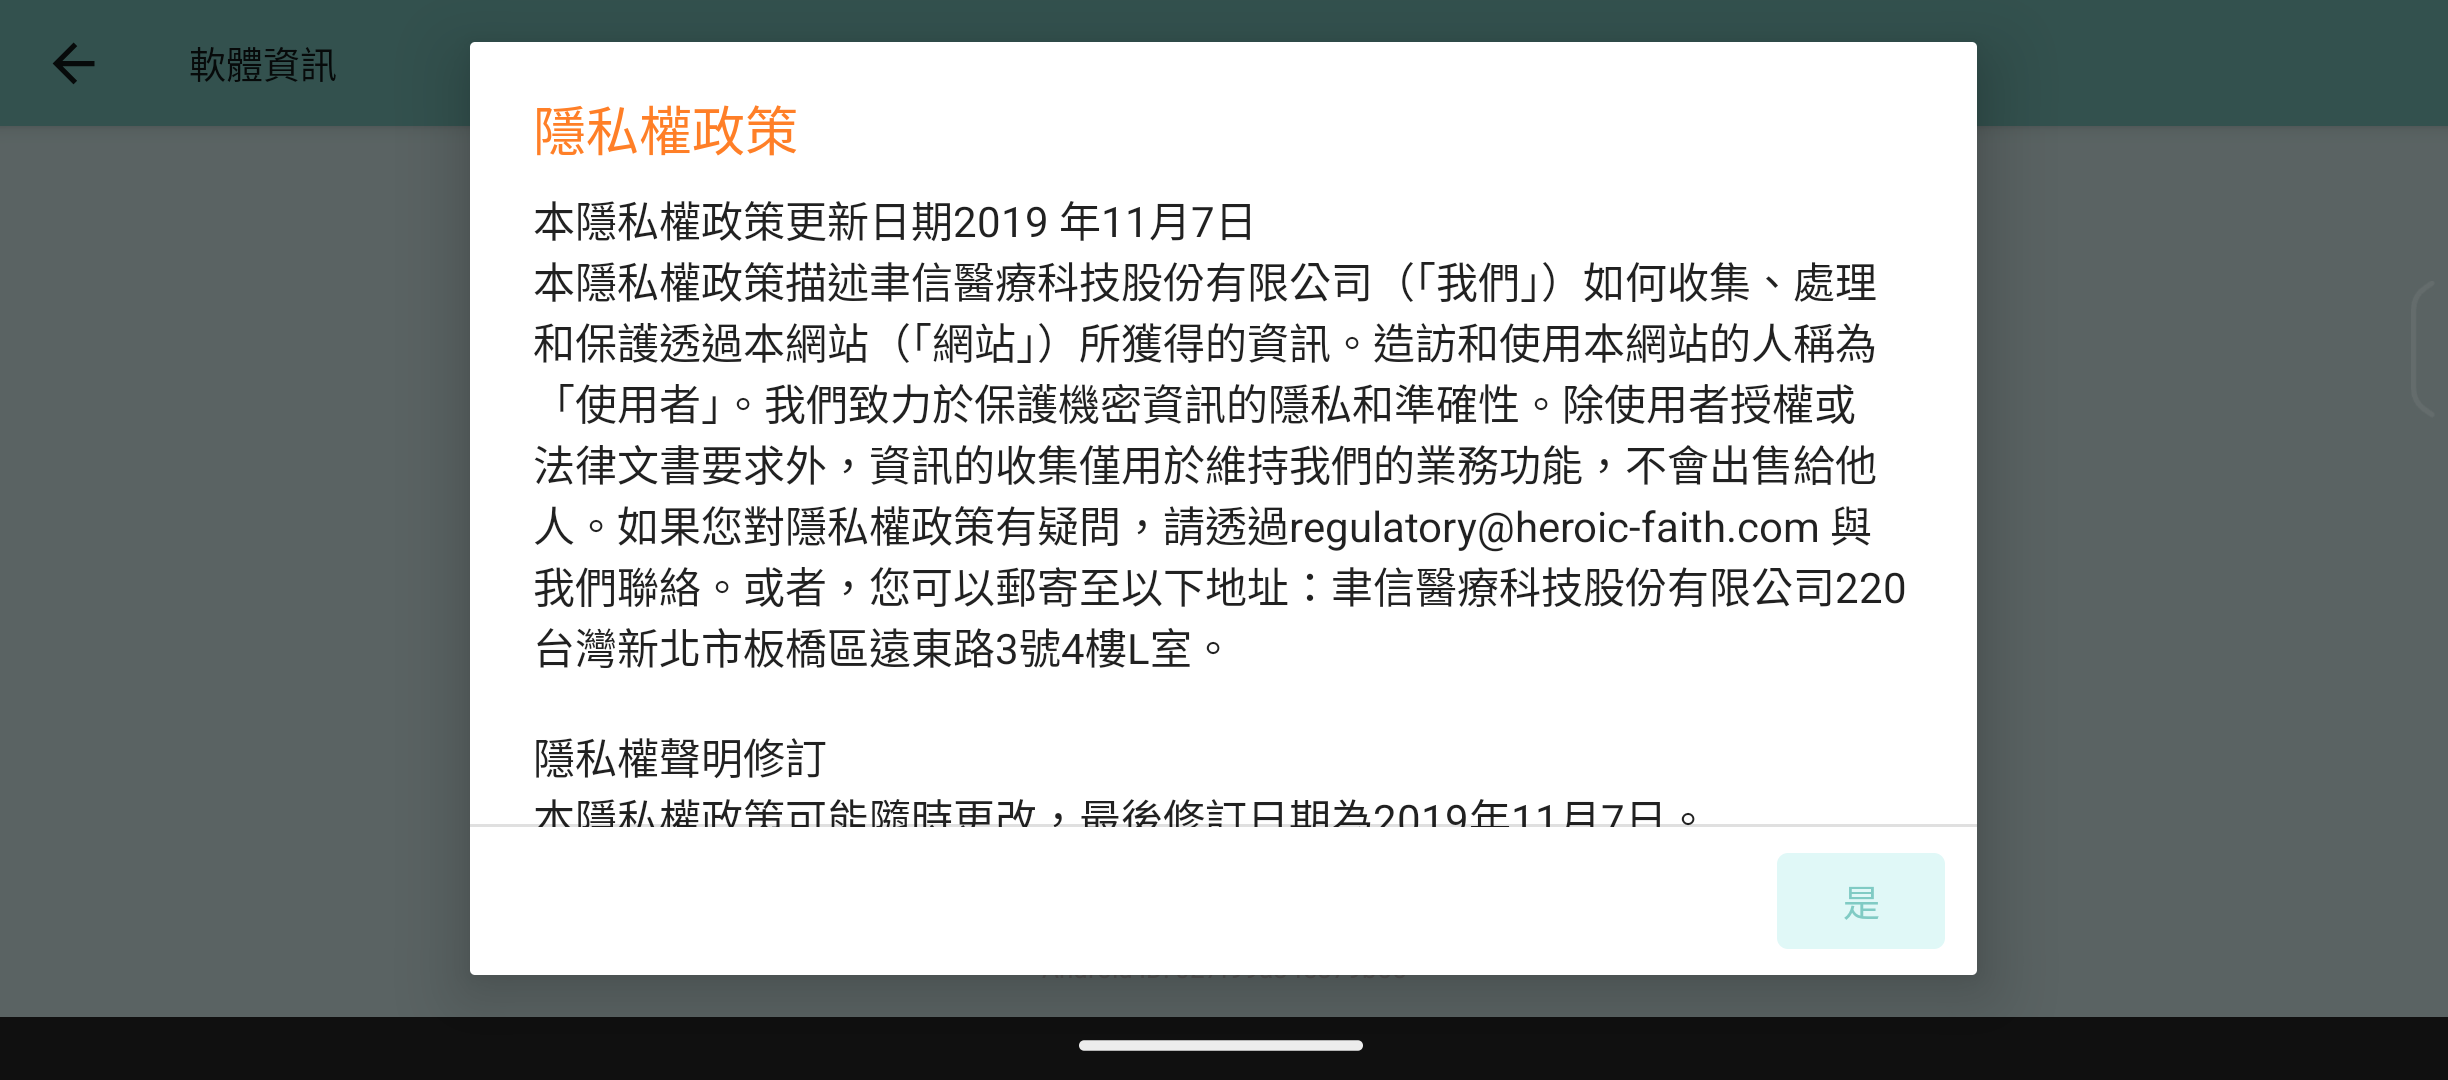 軟體資訊
隱私權政策
本隱私權政策更新日期2019 年11月7日
本隱私權政策描述聿信醫療科技股份有限公司（「我們」）如何收集、處理
和保護透過本網站（「網站」）所獲得的資訊。造訪和使用本網站的人稱為
「使用者」。我們致力於保護機密資訊的隱私和準確性。除使用者授權或
法律文書要求外，資訊的收集僅用於維持我們的業務功能，不會出售給他
人。如果您對隱私權政策有疑問，請透過regulatory@heroic-faith.com 與
我們聯絡。或者，您可以郵寄至以下地址：聿信醫療科技股份有限公司220
台灣新北市板橋區遠東路3號4樓L室。
隱私權聲明修訂
本隱私權政策可能隨時更改，最後修訂日期為2019年11月7日。
是